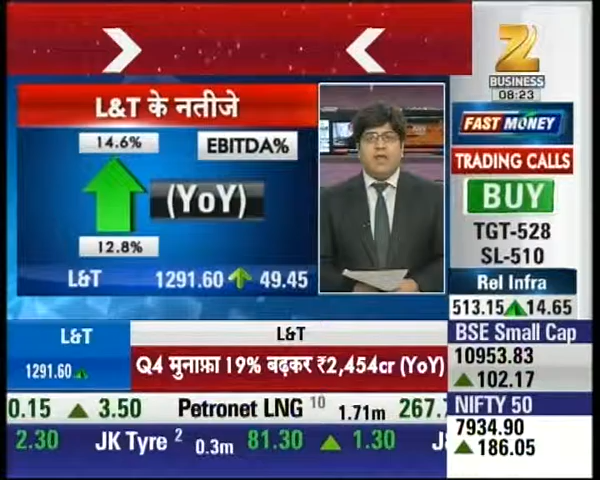 Z
BUSINESS
08:23
L&T के नतीजे
14.6%
EBITDA%
(YoY)
12.8%
L&T 1291.60 49.45
FAST MONEY
TRADING CALLS
BUY
TGT-528
SL-510
Rel Infra
513.15 14.65
L&T
1291.60
L&T
Q4 मुनाफ़ा 19% बढ़कर ₹2,454cr (YoY)
BSE Small Cap
10953.83
102.17
NIFTY 50
7934.90
186.05
0.15 3.50 Petronet LNG 10 1.71m 267.
2.30 JK Tyre 2 0.3m 81.30 1.30